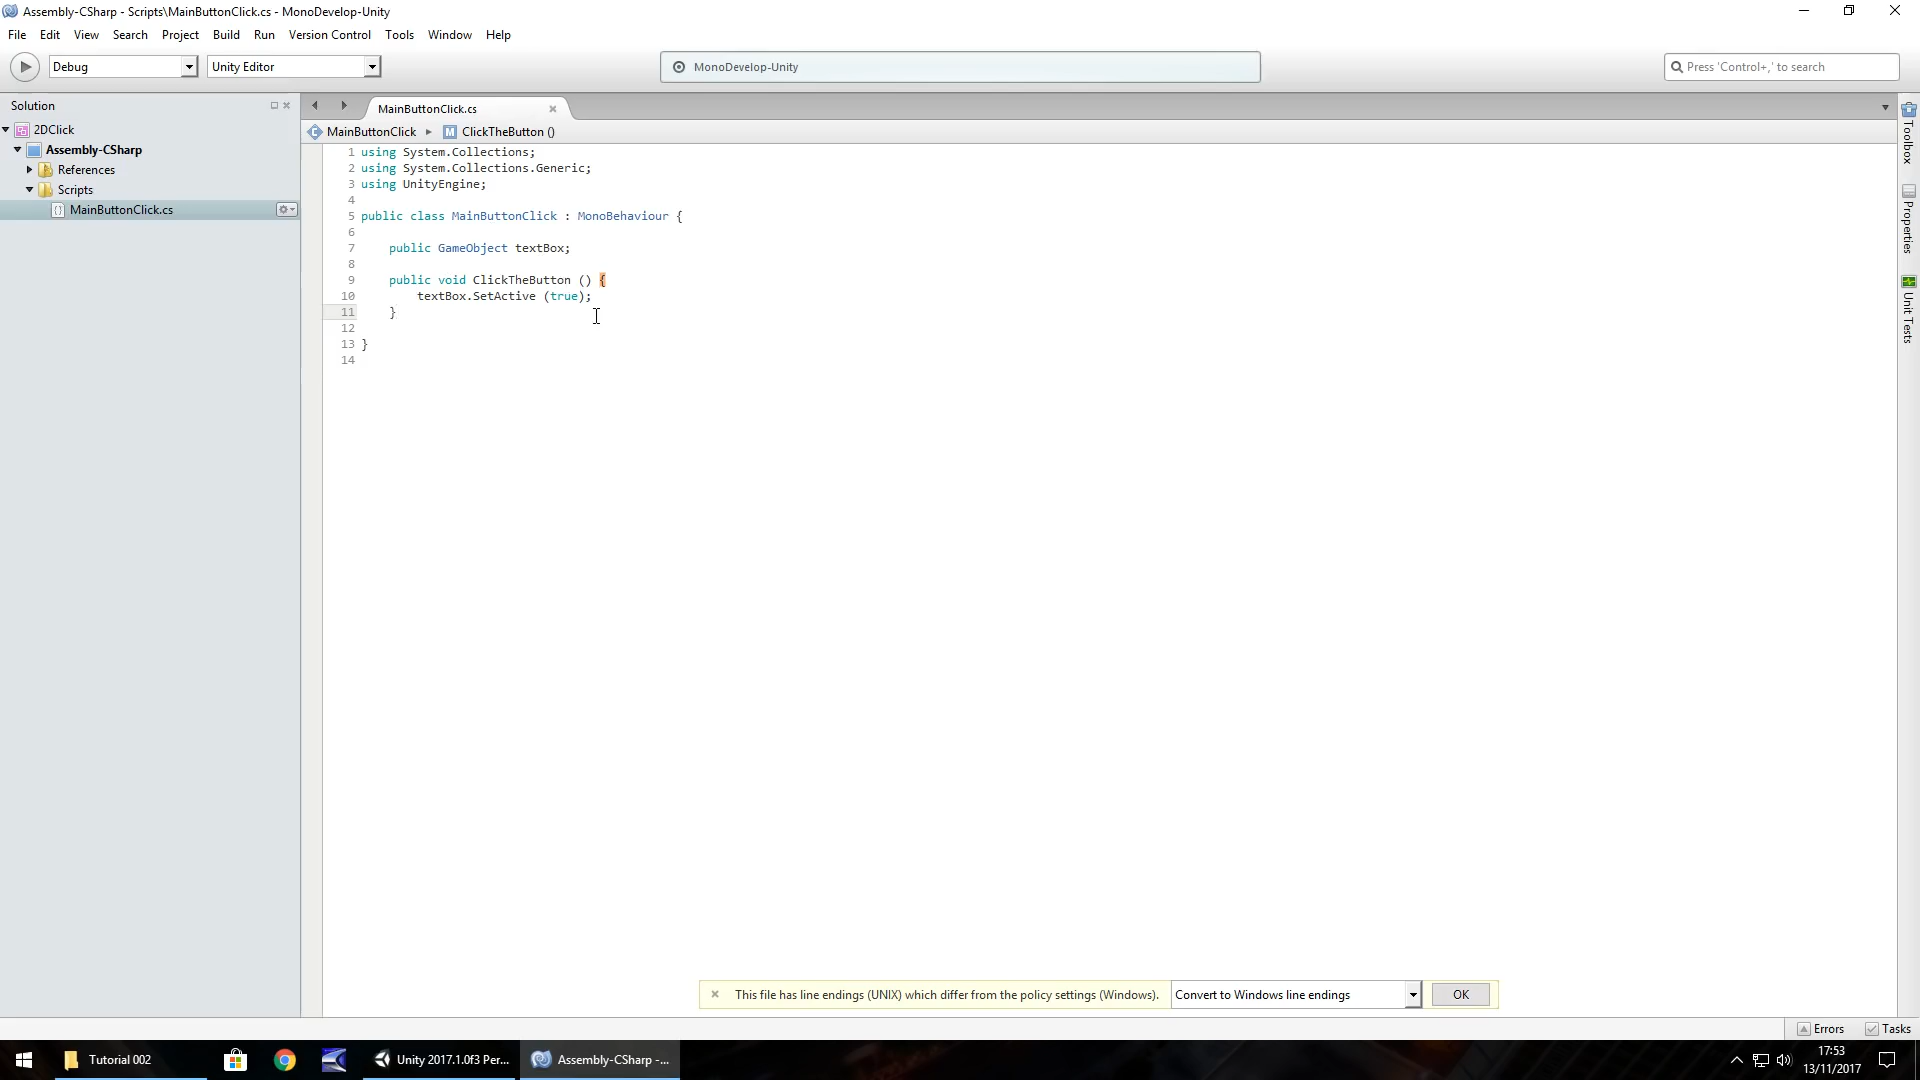 Assembly-CSharp - Scripts\MainButtonClick.cs - MonoDevelop-Unity
File Edit View Search Project Build Run Version Control Tools Window Help
Debug Unity Editor MonoDevelop-Unity Press 'Control+,' to search
Solution
2DClick
Assembly-CSharp
References
Scripts
MainButtonClick.cs
MainButtonClick.cs
MainButtonClick ClickTheButton ()
1 using System.Collections;
2 using System.Collections.Generic;
3 using UnityEngine;
4
5 public class MainButtonClick : MonoBehaviour {
6
7 public GameObject textBox;
8
9 public void ClickTheButton () {
10 textBox.SetActive (true);
11 }
12
13 }
14
Toolbox
Properties
Unit Tests
This file has line endings (UNIX) which differ from the policy settings (Windows). Convert to Windows line endings OK
Errors Tasks
Tutorial 002 Unity 2017.1.0f3 Per... Assembly-CSharp -...
17:53
13/11/2017